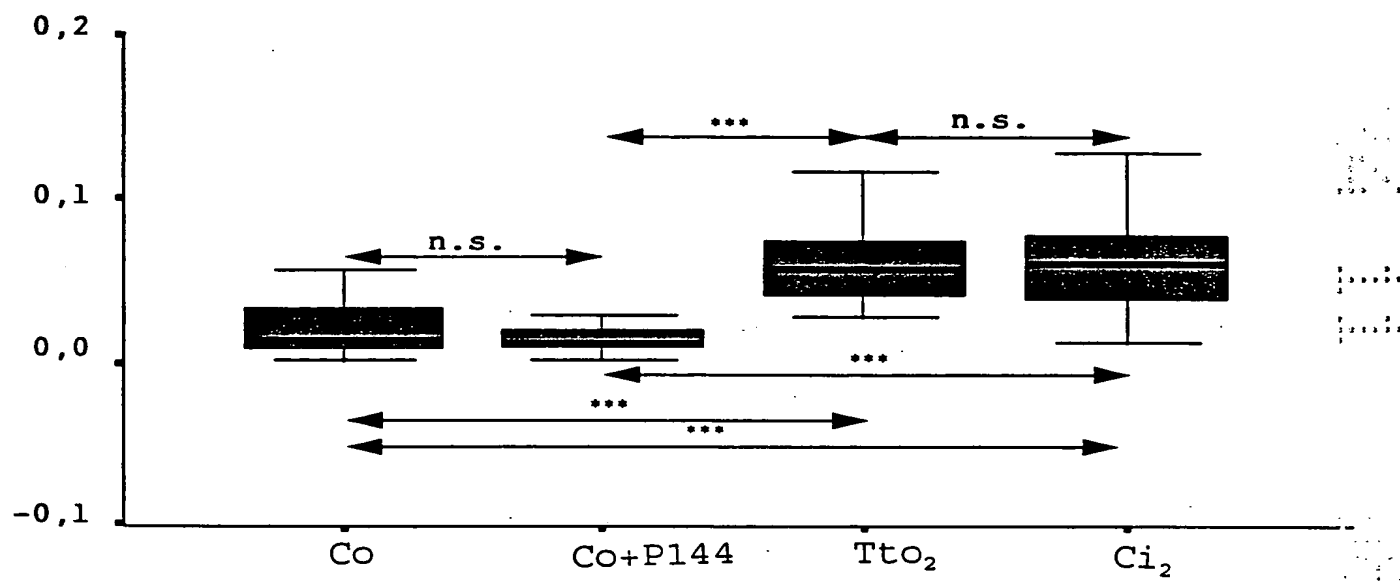 0,2
*** n.s.
0,1
n.s.
0,0
***
***
***
-0,1
Co Co+P144 Tto₂ Ci₂